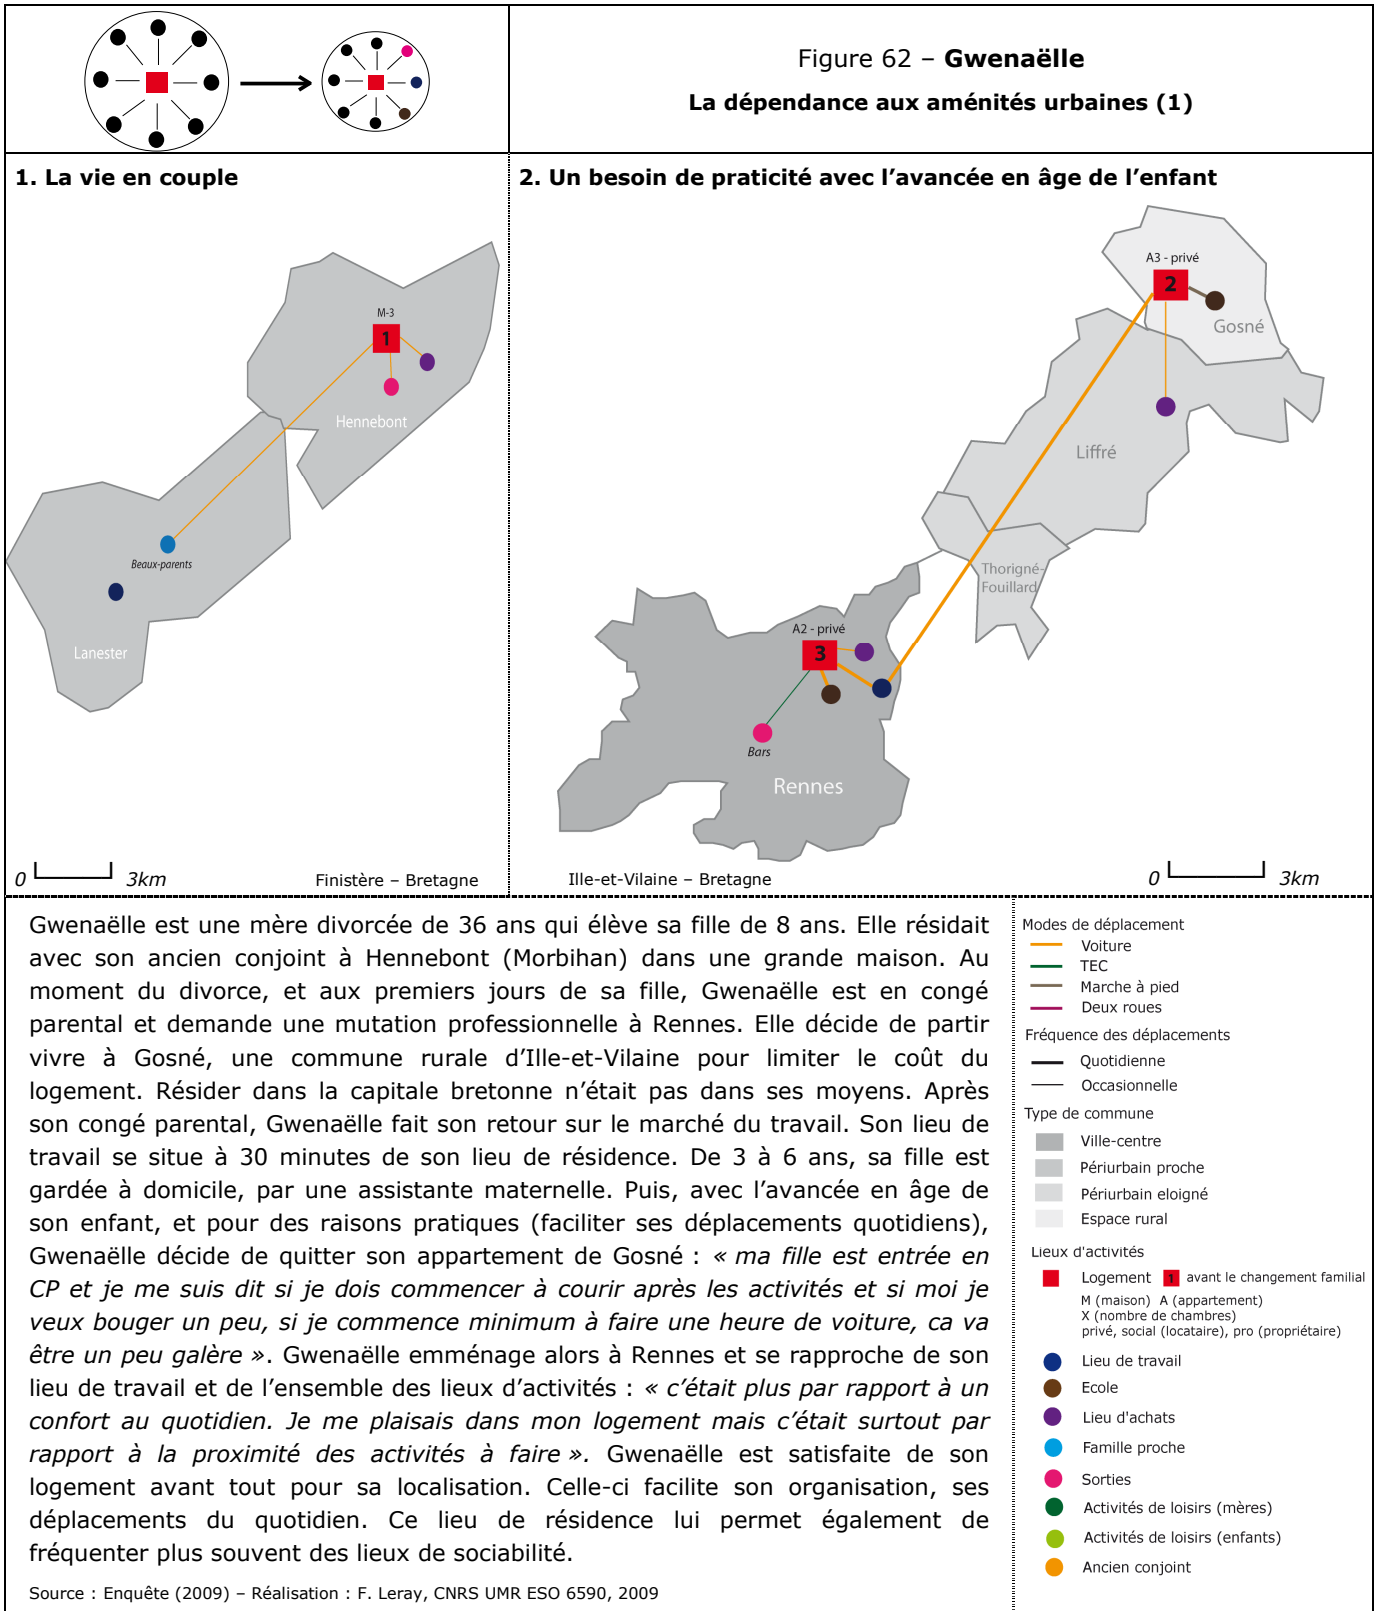 Figure 62 – Gwenaëlle
La dépendance aux aménités urbaines (1)
1. La vie en couple
M-3
1
Hennebont
Beaux-parents
Lanester
0 3km
Finistère – Bretagne
2. Un besoin de praticité avec l'avancée en âge de l'enfant
A3 - privé
2
Gosné
Liffré
Thorigné-
Fouillard
A2 - privé
3
Bars
Rennes
Ille-et-Vilaine – Bretagne
0 3km
Gwenaëlle est une mère divorcée de 36 ans qui élève sa fille de 8 ans. Elle résidait
avec son ancien conjoint à Hennebont (Morbihan) dans une grande maison. Au
moment du divorce, et aux premiers jours de sa fille, Gwenaëlle est en congé
parental et demande une mutation professionnelle à Rennes. Elle décide de partir
vivre à Gosné, une commune rurale d'Ille-et-Vilaine pour limiter le coût du
logement. Résider dans la capitale bretonne n'était pas dans ses moyens. Après
son congé parental, Gwenaëlle fait son retour sur le marché du travail. Son lieu de
travail se situe à 30 minutes de son lieu de résidence. De 3 à 6 ans, sa fille est
gardée à domicile, par une assistante maternelle. Puis, avec l'avancée en âge de
son enfant, et pour des raisons pratiques (faciliter ses déplacements quotidiens),
Gwenaëlle décide de quitter son appartement de Gosné : « ma fille est entrée en
CP et je me suis dit si je dois commencer à courir après les activités et si moi je
veux bouger un peu, si je commence minimum à faire une heure de voiture, ca va
être un peu galère ». Gwenaëlle emménage alors à Rennes et se rapproche de son
lieu de travail et de l'ensemble des lieux d'activités : « c'était plus par rapport à un
confort au quotidien. Je me plaisais dans mon logement mais c'était surtout par
rapport à la proximité des activités à faire ». Gwenaëlle est satisfaite de son
logement avant tout pour sa localisation. Celle-ci facilite son organisation, ses
déplacements du quotidien. Ce lieu de résidence lui permet également de
fréquenter plus souvent des lieux de sociabilité.
Source : Enquête (2009) – Réalisation : F. Leray, CNRS UMR ESO 6590, 2009
Modes de déplacement
Voiture
TEC
Marche à pied
Deux roues
Fréquence des déplacements
Quotidienne
Occasionnelle
Type de commune
Ville-centre
Périurbain proche
Périurbain eloigné
Espace rural
Lieux d'activités
Logement 1 avant le changement familial
M (maison) A (appartement)
X (nombre de chambres)
privé, social (locataire), pro (propriétaire)
Lieu de travail
Ecole
Lieu d'achats
Famille proche
Sorties
Activités de loisirs (mères)
Activités de loisirs (enfants)
Ancien conjoint